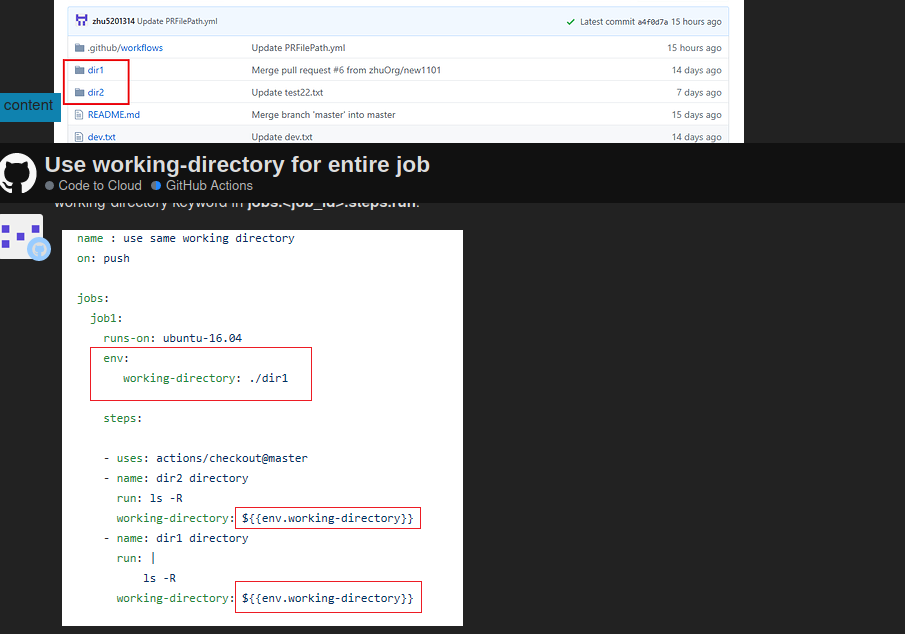 zhu5201314 Update PRFilePath.yml
Latest commit a4f0d7a 15 hours ago
.github/workflows Update PRFilePath.yml 15 hours ago
dir1 Merge pull request #6 from zhuOrg/new1101 14 days ago
dir2 Update test22.txt 7 days ago
content
README.md Merge branch 'master' into master 15 days ago
dev.txt Update dev.txt 14 days ago
Use working-directory for entire job
Code to Cloud GitHub Actions
working-directory keyword in jobs.<job_id>.steps.run.
name : use same working directory
on: push
jobs:
job1:
runs-on: ubuntu-16.04
env:
working-directory: ./dir1
steps:
- uses: actions/checkout@master
- name: dir2 directory
run: ls -R
working-directory: ${{env.working-directory}}
- name: dir1 directory
run: |
ls -R
working-directory: ${{env.working-directory}}